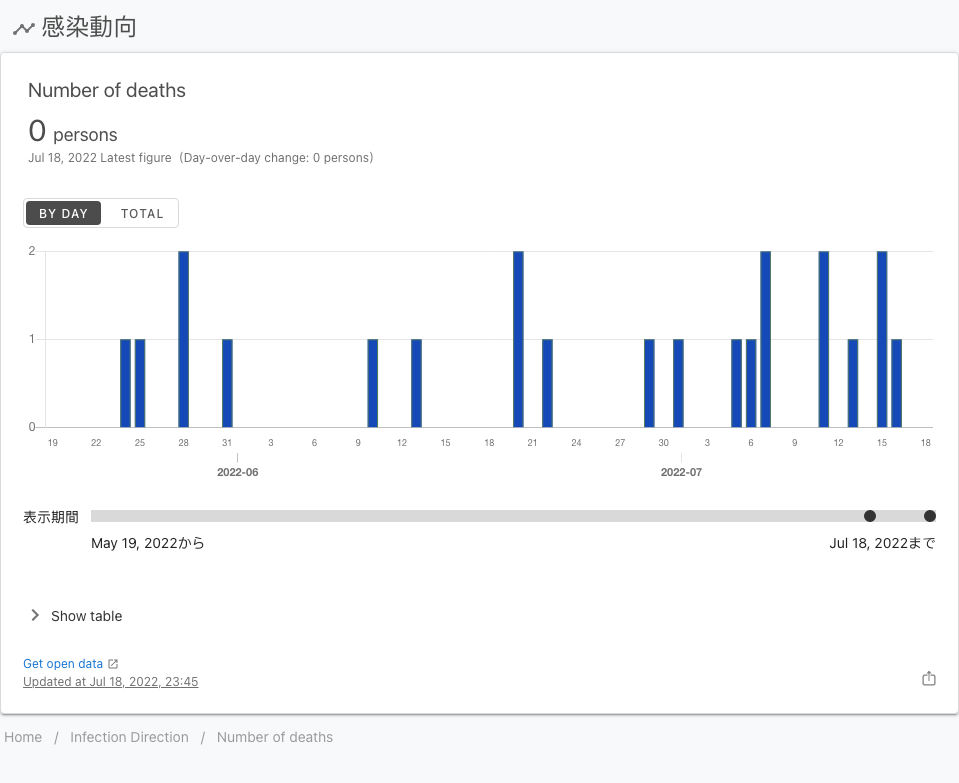 感染動向
Number of deaths
0 persons
Jul 18, 2022 Latest figure (Day-over-day change: 0 persons)
BY DAY TOTAL
2
1
0
19 22 25 28 31 3 6 9 12 15 18 21 24 27 30 3 6 9 12 15 18
2022-06 2022-07
表示期間
May 19, 2022から Jul 18, 2022まで
Show table
Get open data
Updated at Jul 18, 2022, 23:45
Home / Infection Direction / Number of deaths